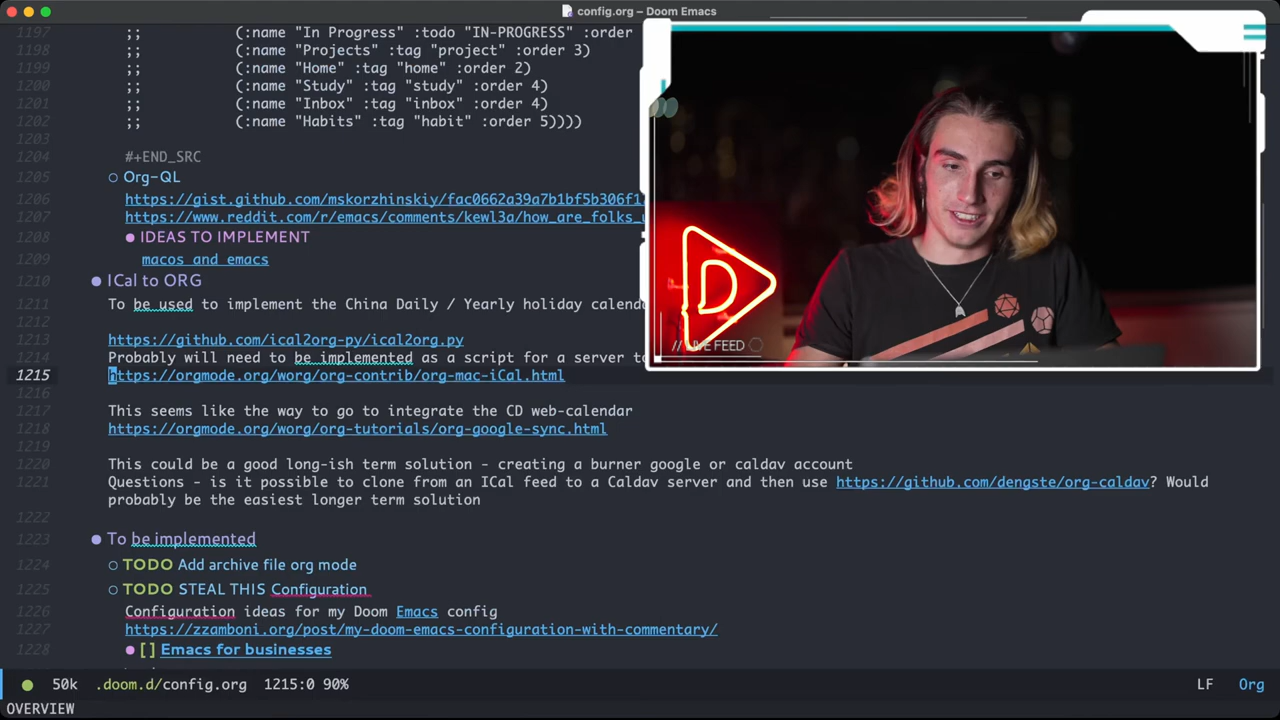 config.org – Doom Emacs
1197 ;; (:name "In Progress" :todo "IN-PROGRESS" :order
1198 ;; (:name "Projects" :tag "project" :order 3)
1199 ;; (:name "Home" :tag "home" :order 2)
1200 ;; (:name "Study" :tag "study" :order 4)
1201 ;; (:name "Inbox" :tag "inbox" :order 4)
1202 ;; (:name "Habits" :tag "habit" :order 5))))
1203
1204 #+END_SRC
1205 Org-QL
1206 https://gist.github.com/mskorzhinskiy/fac0662a39a7b1bf5b306f61
1207 https://www.reddit.com/r/emacs/comments/kewl3a/how_are_folks_
1208 IDEAS TO IMPLEMENT
1209 macos and emacs
1210 ICal to ORG
1211 To be used to implement the China Daily / Yearly holiday calend
1212
1213 https://github.com/ical2org-py/ical2org.py
1214 Probably will need to be implemented as a script for a server to
1215 https://orgmode.org/worg/org-contrib/org-mac-iCal.html
1216
1217 This seems like the way to go to integrate the CD web-calendar
1218 https://orgmode.org/worg/org-tutorials/org-google-sync.html
1219
1220 This could be a good long-ish term solution - creating a burner google or caldav account
1221 Questions - is it possible to clone from an ICal feed to a Caldav server and then use https://github.com/dengste/org-caldav? Would
probably be the easiest longer term solution
1222
1223 To be implemented
1224 TODO Add archive file org mode
1225 TODO STEAL THIS Configuration
1226 Configuration ideas for my Doom Emacs config
1227 https://zzamboni.org/post/my-doom-emacs-configuration-with-commentary/
1228 [ ] Emacs for businesses
50k .doom.d/config.org 1215:0 90% LF Org
OVERVIEW
D
// LIVE FEED